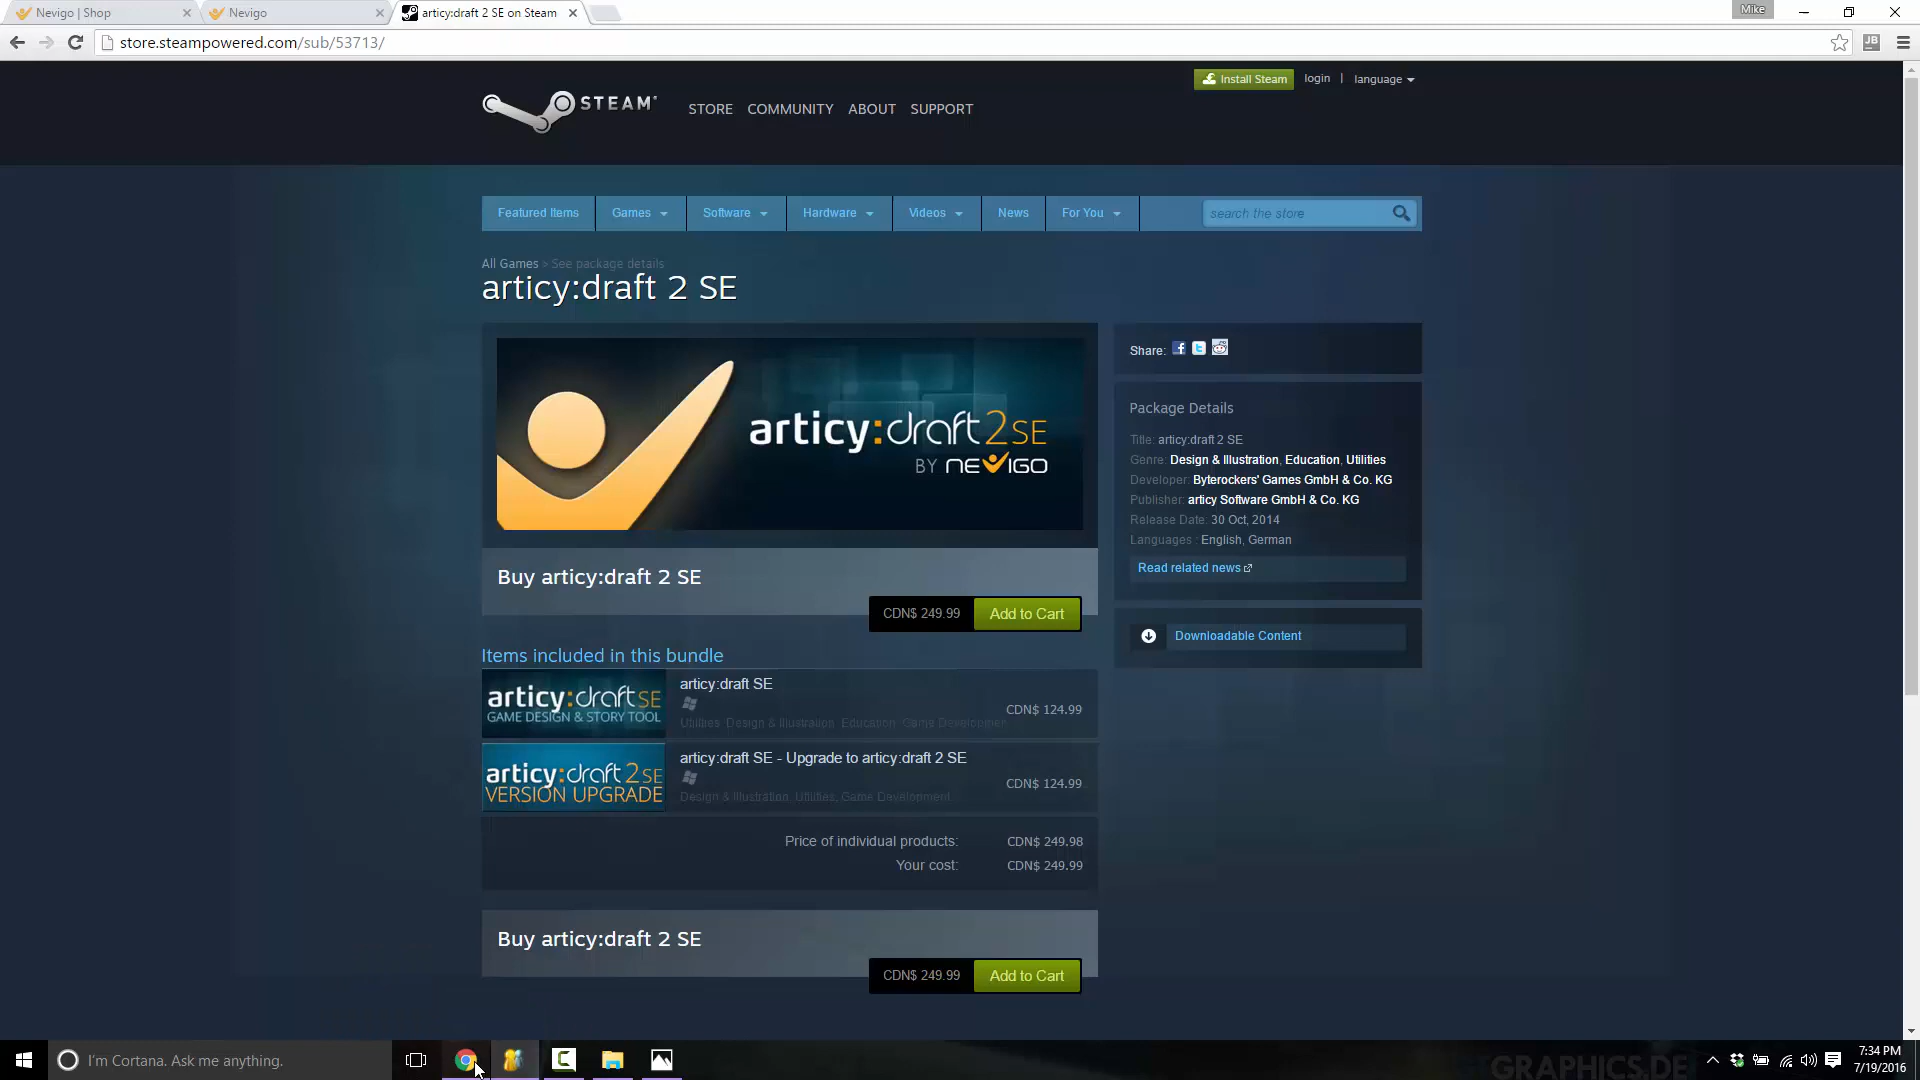 Nevigo | Shop
Nevigo
articy:draft 2 SE on Steam
Mike
store.steampowered.com/sub/53713/
JB
Install Steam
login
language
STEAM
STORE COMMUNITY ABOUT SUPPORT
Featured Items
Games
Software
Hardware
Videos
News
For You
search the store
All Games > See package details
articy:draft 2 SE
articy:draft 2 SE
BY NEVIGO
Share:
Package Details
Title: articy:draft 2 SE
Genre: Design & Illustration, Education, Utilities
Developer: Byterockers' Games GmbH & Co. KG
Publisher: articy Software GmbH & Co. KG
Release Date: 30 Oct, 2014
Languages : English, German
Read related news
Downloadable Content
Buy articy:draft 2 SE
CDN$ 249.99
Add to Cart
Items included in this bundle
articy:draft SE
GAME DESIGN & STORY TOOL
articy:draft SE
Utilities, Design & Illustration, Education, Game Developmen
CDN$ 124.99
articy:draft 2 SE
VERSION UPGRADE
articy:draft SE - Upgrade to articy:draft 2 SE
Design & Illustration, Utilities, Game Development
CDN$ 124.99
Price of individual products: CDN$ 249.98
Your cost: CDN$ 249.99
Buy articy:draft 2 SE
CDN$ 249.99
Add to Cart
I'm Cortana. Ask me anything.
GRAPHICS.DE
7:34 PM
7/19/2016